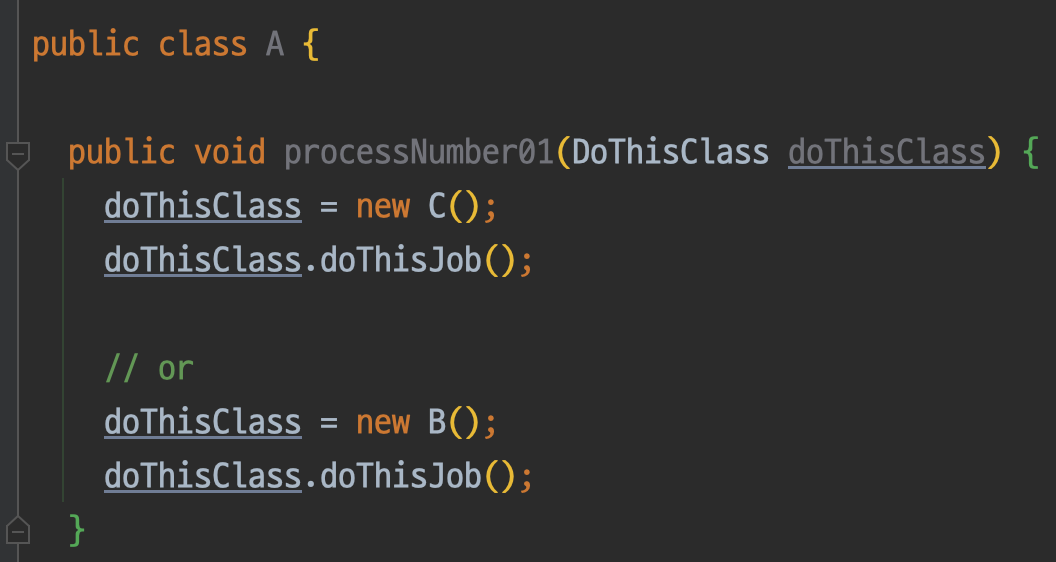 public class A {
public void processNumber01(DoThisClass doThisClass) {
doThisClass = new C();
doThisClass.doThisJob();
// or
doThisClass = new B();
doThisClass.doThisJob();
}